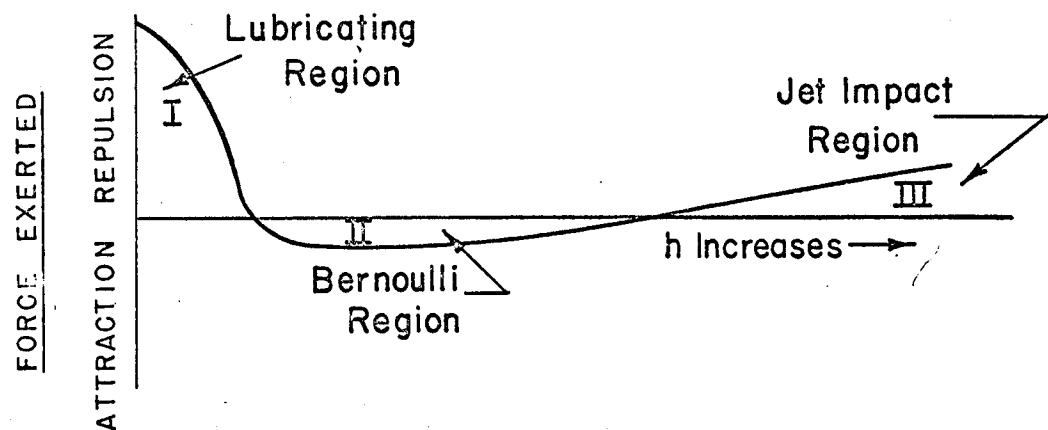 FORCE EXERTED
ATTRACTION REPULSION
Lubricating
Region
I
II
Bernoulli
Region
Jet Impact
Region
III
h Increases